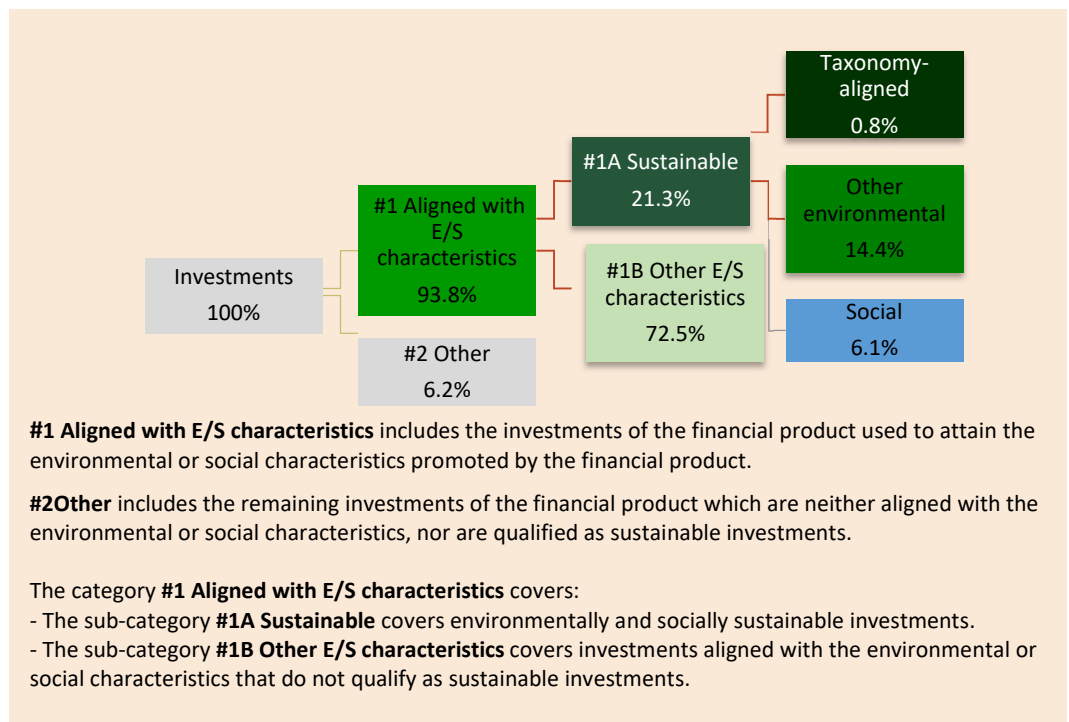 Taxonomy-
aligned
0.8%
#1A Sustainable
21.3%
Other
environmental
14.4%
#1 Aligned with
E/S
characteristics
93.8%
#1B Other E/S
characteristics
72.5%
Investments
100%
Social
6.1%
#2 Other
6.2%
#1 Aligned with E/S characteristics includes the investments of the financial product used to attain the
environmental or social characteristics promoted by the financial product.
#2Other includes the remaining investments of the financial product which are neither aligned with the
environmental or social characteristics, nor are qualified as sustainable investments.
The category #1 Aligned with E/S characteristics covers:
- The sub-category #1A Sustainable covers environmentally and socially sustainable investments.
- The sub-category #1B Other E/S characteristics covers investments aligned with the environmental or
social characteristics that do not qualify as sustainable investments.